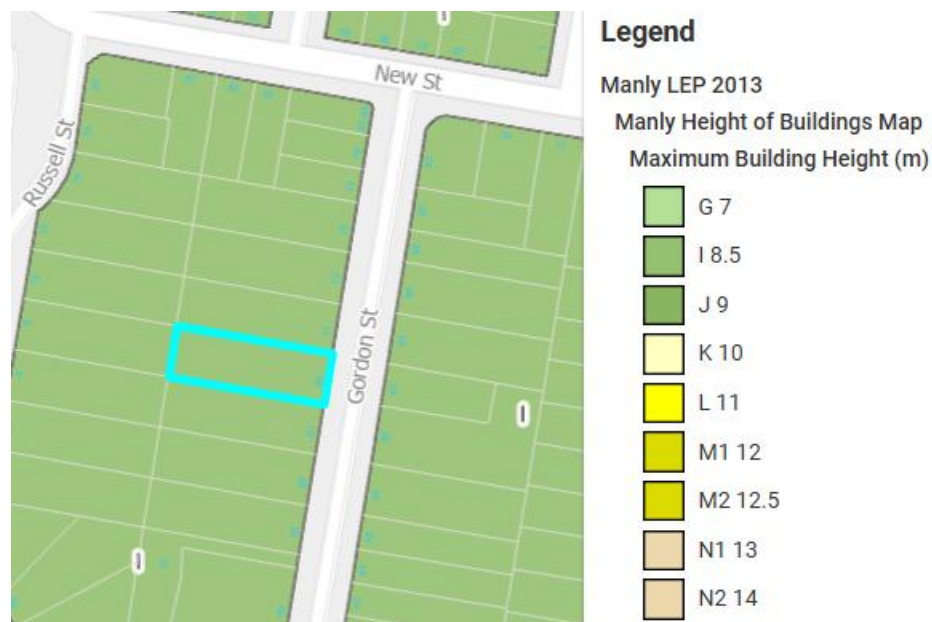 New St
Russell St
Gordon St
I
I
I
Legend
Manly LEP 2013
Manly Height of Buildings Map
Maximum Building Height (m)
G 7
I 8.5
J 9
K 10
L 11
M1 12
M2 12.5
N1 13
N2 14